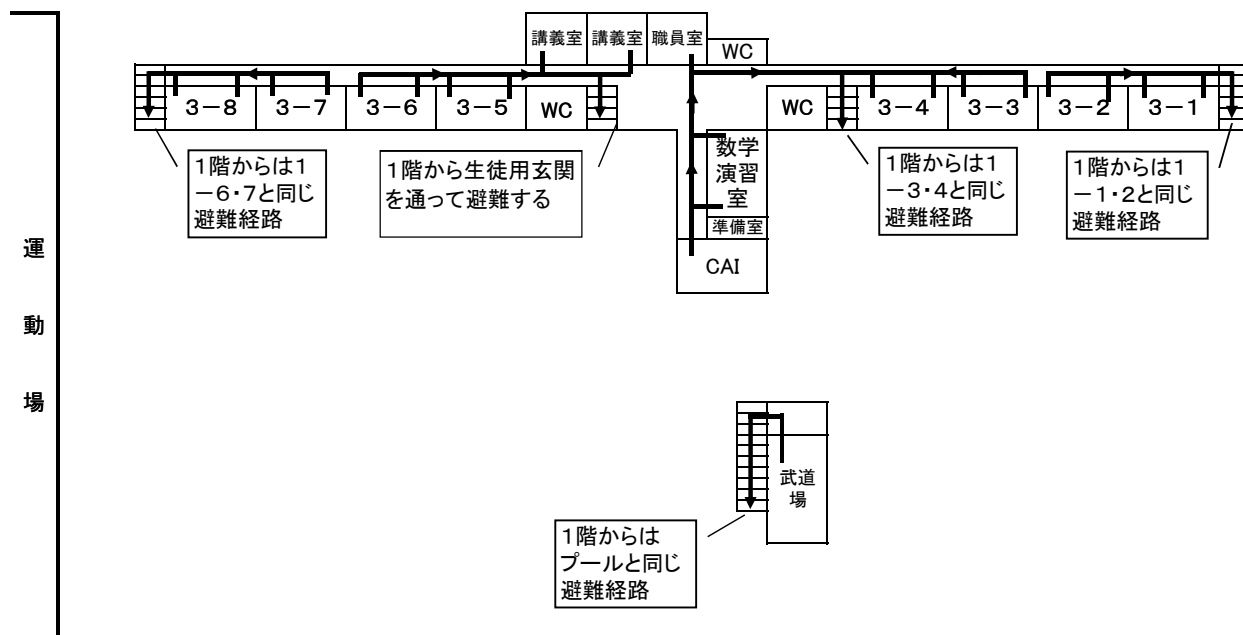 講義室
講義室
職員室
WC
3-8
3-7
3-6
3-5
WC
WC
3-4
3-3
3-2
3-1
1階からは1
-6・7と同じ
避難経路
1階から生徒用玄関
を通って避難する
数学
演習
室
準備室
CAI
1階からは1
-3・4と同じ
避難経路
1階からは1
-1・2と同じ
避難経路
運
動
場
武道
場
1階からは
プールと同じ
避難経路